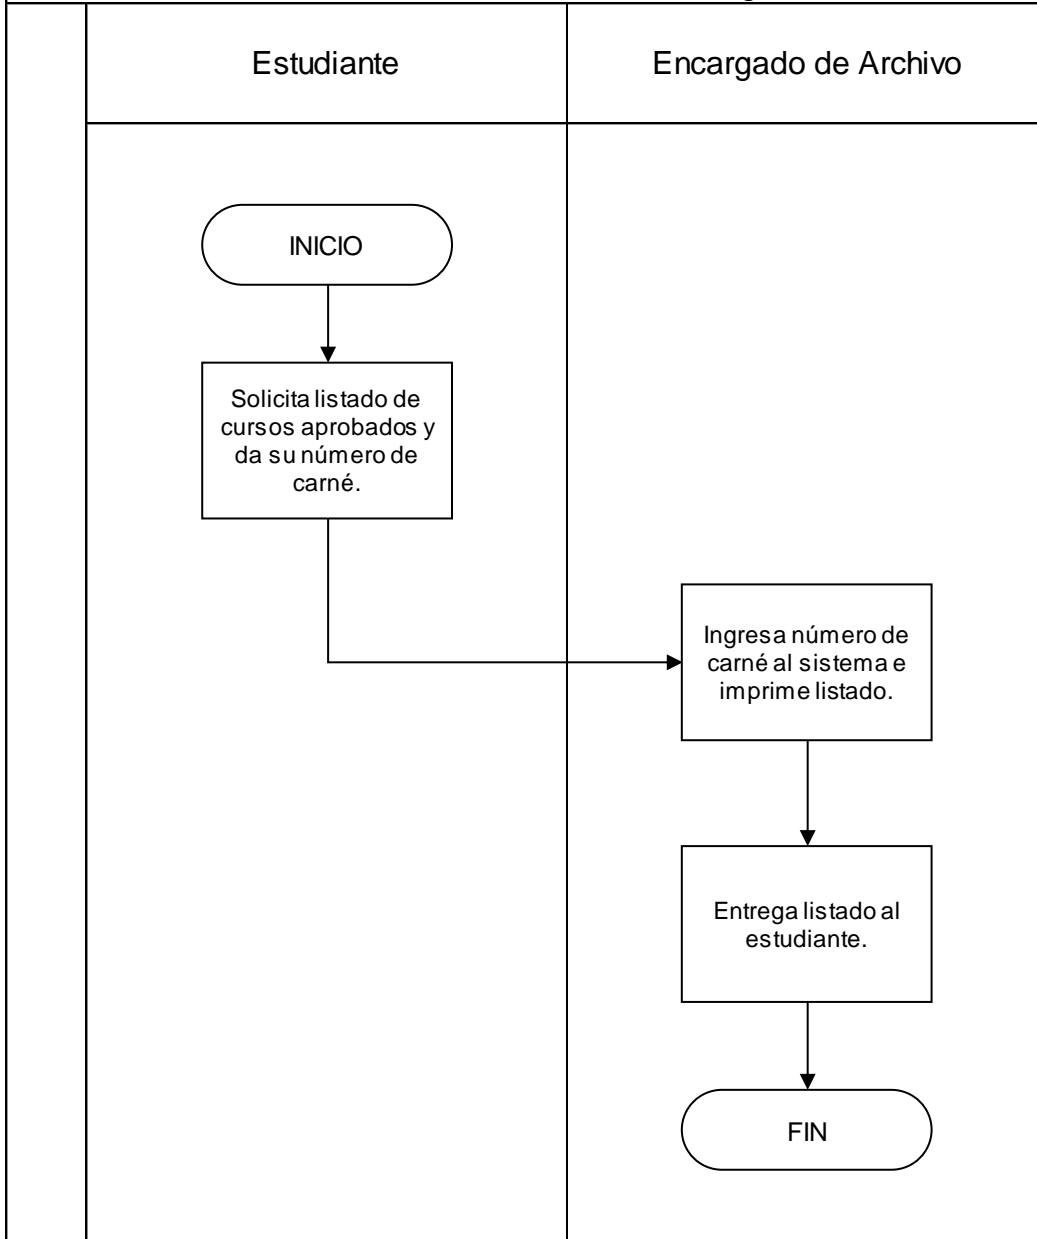 Estudiante
Encargado de Archivo
INICIO
Solicita listado de
cursos aprobados y
da su número de
carné.
Ingresa número de
carné al sistema e
imprime listado.
Entrega listado al
estudiante.
FIN